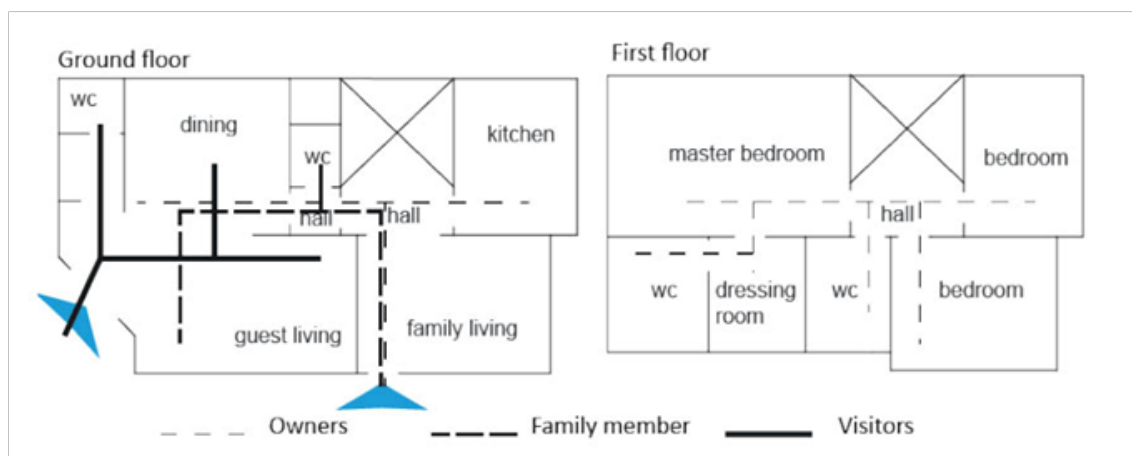 Ground floor
First floor
wc
dining
wc
kitchen
hall
hall
guest living
family living
master bedroom
bedroom
hall
wc
dressing
room
wc
bedroom
Owners
Family member
Visitors